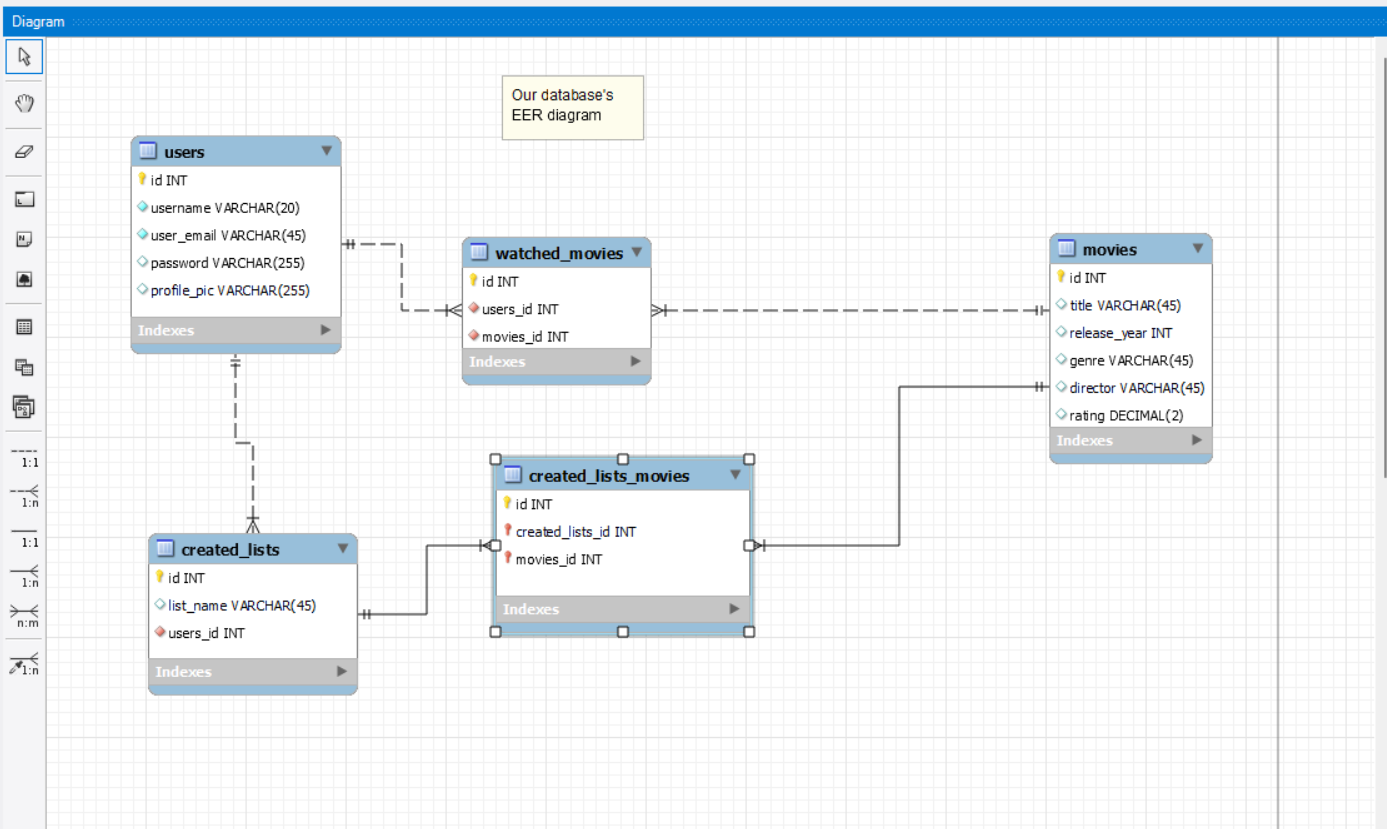 Diagram
Our database's
EER diagram
users
id INT
username VARCHAR(20)
user_email VARCHAR(45)
password VARCHAR(255)
profile_pic VARCHAR(255)
Indexes
watched_movies
id INT
users_id INT
movies_id INT
Indexes
movies
id INT
title VARCHAR(45)
release_year INT
genre VARCHAR(45)
director VARCHAR(45)
rating DECIMAL(2)
Indexes
created_lists_movies
id INT
created_lists_id INT
movies_id INT
Indexes
created_lists
id INT
list_name VARCHAR(45)
users_id INT
Indexes
1:1
1:n
1:1
1:n
n:m
1:n